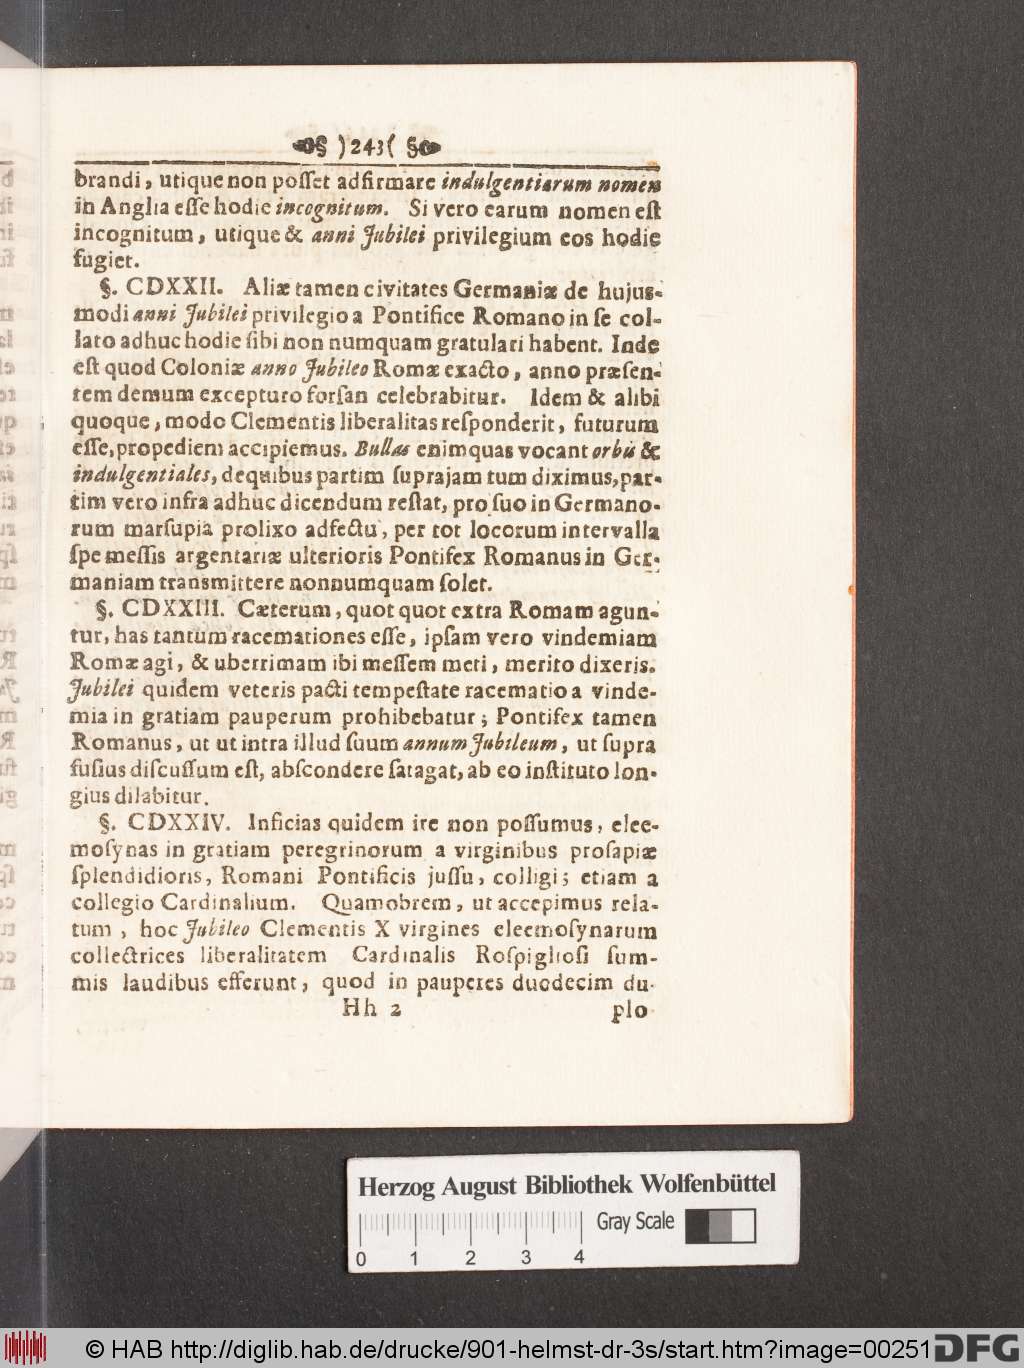 § )243( §
brandi, utique non poſſet adfirmare indulgentiarum nomen
in Anglia eſſe hodie incognitum. Si vero earum nomen eſt
incognitum, utique & anni Jubilei privilegium eos hodie
fugiet.
§. CDXXII. Aliæ tamen civitates Germaniæ de hujus-
modi anni Jubilei privilegio a Pontifice Romano in ſe col-
lato adhuc hodie ſibi non numquam gratulari habent. Inde
eſt quod Coloniæ anno Jubileo Romæ exacto, anno præſen-
tem demum excepturo forſan celebrabitur. Idem & alibi
quoque, modo Clementis liberalitas reſponderit, futurum
eſſe, propediem accipiemus. Bullas enim quas vocant orbis &
indulgentiales, de quibus partim ſupra jam tum diximus, par-
tim vero infra adhuc dicendum reſtat, pro ſuo in Germano-
rum marſupia prolixo adfectu, per tot locorum intervalla
ſpe meſſis argentariæ ulterioris Pontifex Romanus in Ger-
maniam transmittere nonnumquam ſolet.
§. CDXXIII. Cæterum, quot quot extra Romam agun-
tur, has tantum racemationes eſſe, ipſam vero vindemiam
Romæ agi, & uberrimam ibi meſſem meti, merito dixeris.
Jubilei quidem veteris pacti tempeſtate racematio a vinde-
mia in gratiam pauperum prohibebatur; Pontifex tamen
Romanus, ut ut intra illud ſuum annum Jubileum, ut ſupra
fuſius diſcuſſum eſt, abſcondere ſatagat, ab eo inſtituto lon-
gius dilabitur.
§. CDXXIV. Inficias quidem ire non poſſumus, elee-
moſynas in gratiam peregrinorum a virginibus proſapiæ
ſplendidioris, Romani Pontificis juſſu, colligi; etiam a
collegio Cardinalium. Quamobrem, ut accepimus rela-
tum, hoc Jubileo Clementis X virgines eleemoſynarum
collectrices liberalitatem Cardinalis Roſpiglioſi ſum-
mis laudibus efferunt, quod in pauperes duodecim du-
Hh 2 plo
Herzog August Bibliothek Wolfenbüttel
Gray Scale
0 1 2 3 4
© HAB http://diglib.hab.de/drucke/901-helmst-dr-3s/start.htm?image=00251
DFG